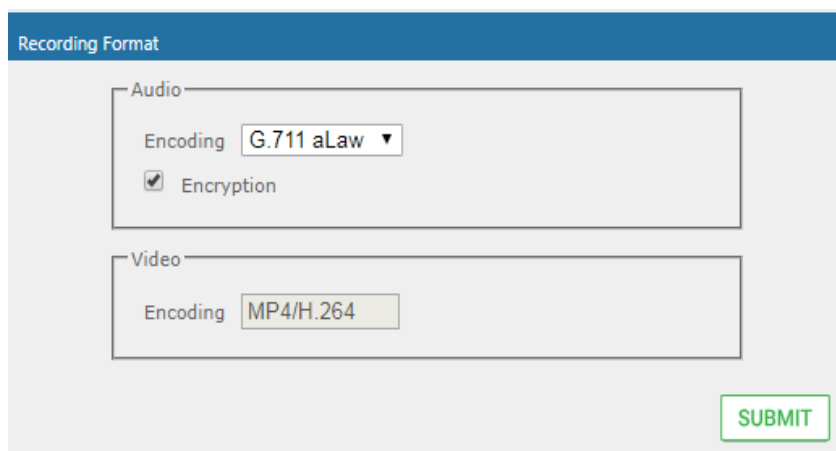 Recording Format
Audio
Encoding G.711 aLaw
Encryption
Video
Encoding MP4/H.264
SUBMIT